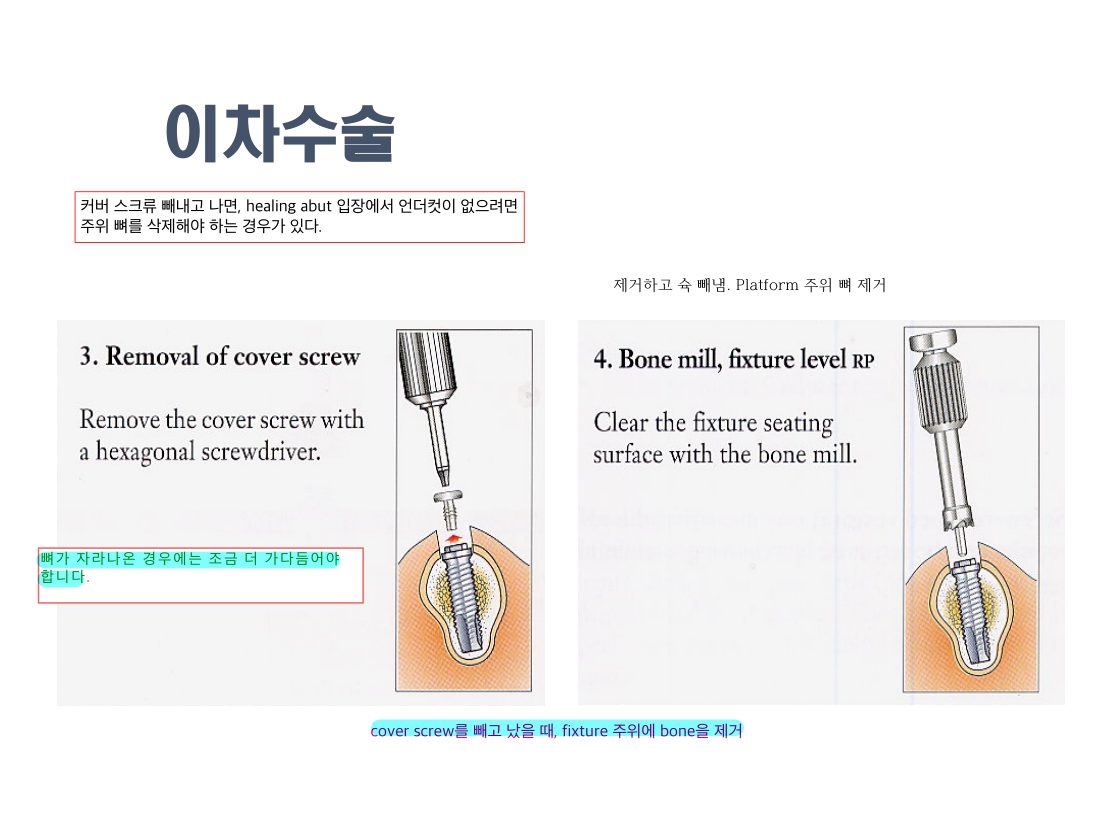 이차수술
커버 스크류 빼내고 나면, healing abut 입장에서 언더컷이 없으려면
주위 뼈를 삭제해야 하는 경우가 있다.
제거하고 슉 빼냄. Platform 주위 뼈 제거
3. Removal of cover screw
Remove the cover screw with
a hexagonal screwdriver.
뼈가 자라나온 경우에는 조금 더 가다듬어야
합니다.
4. Bone mill, fixture level RP
Clear the fixture seating
surface with the bone mill.
cover screw를 빼고 났을 때, fixture 주위에 bone을 제거